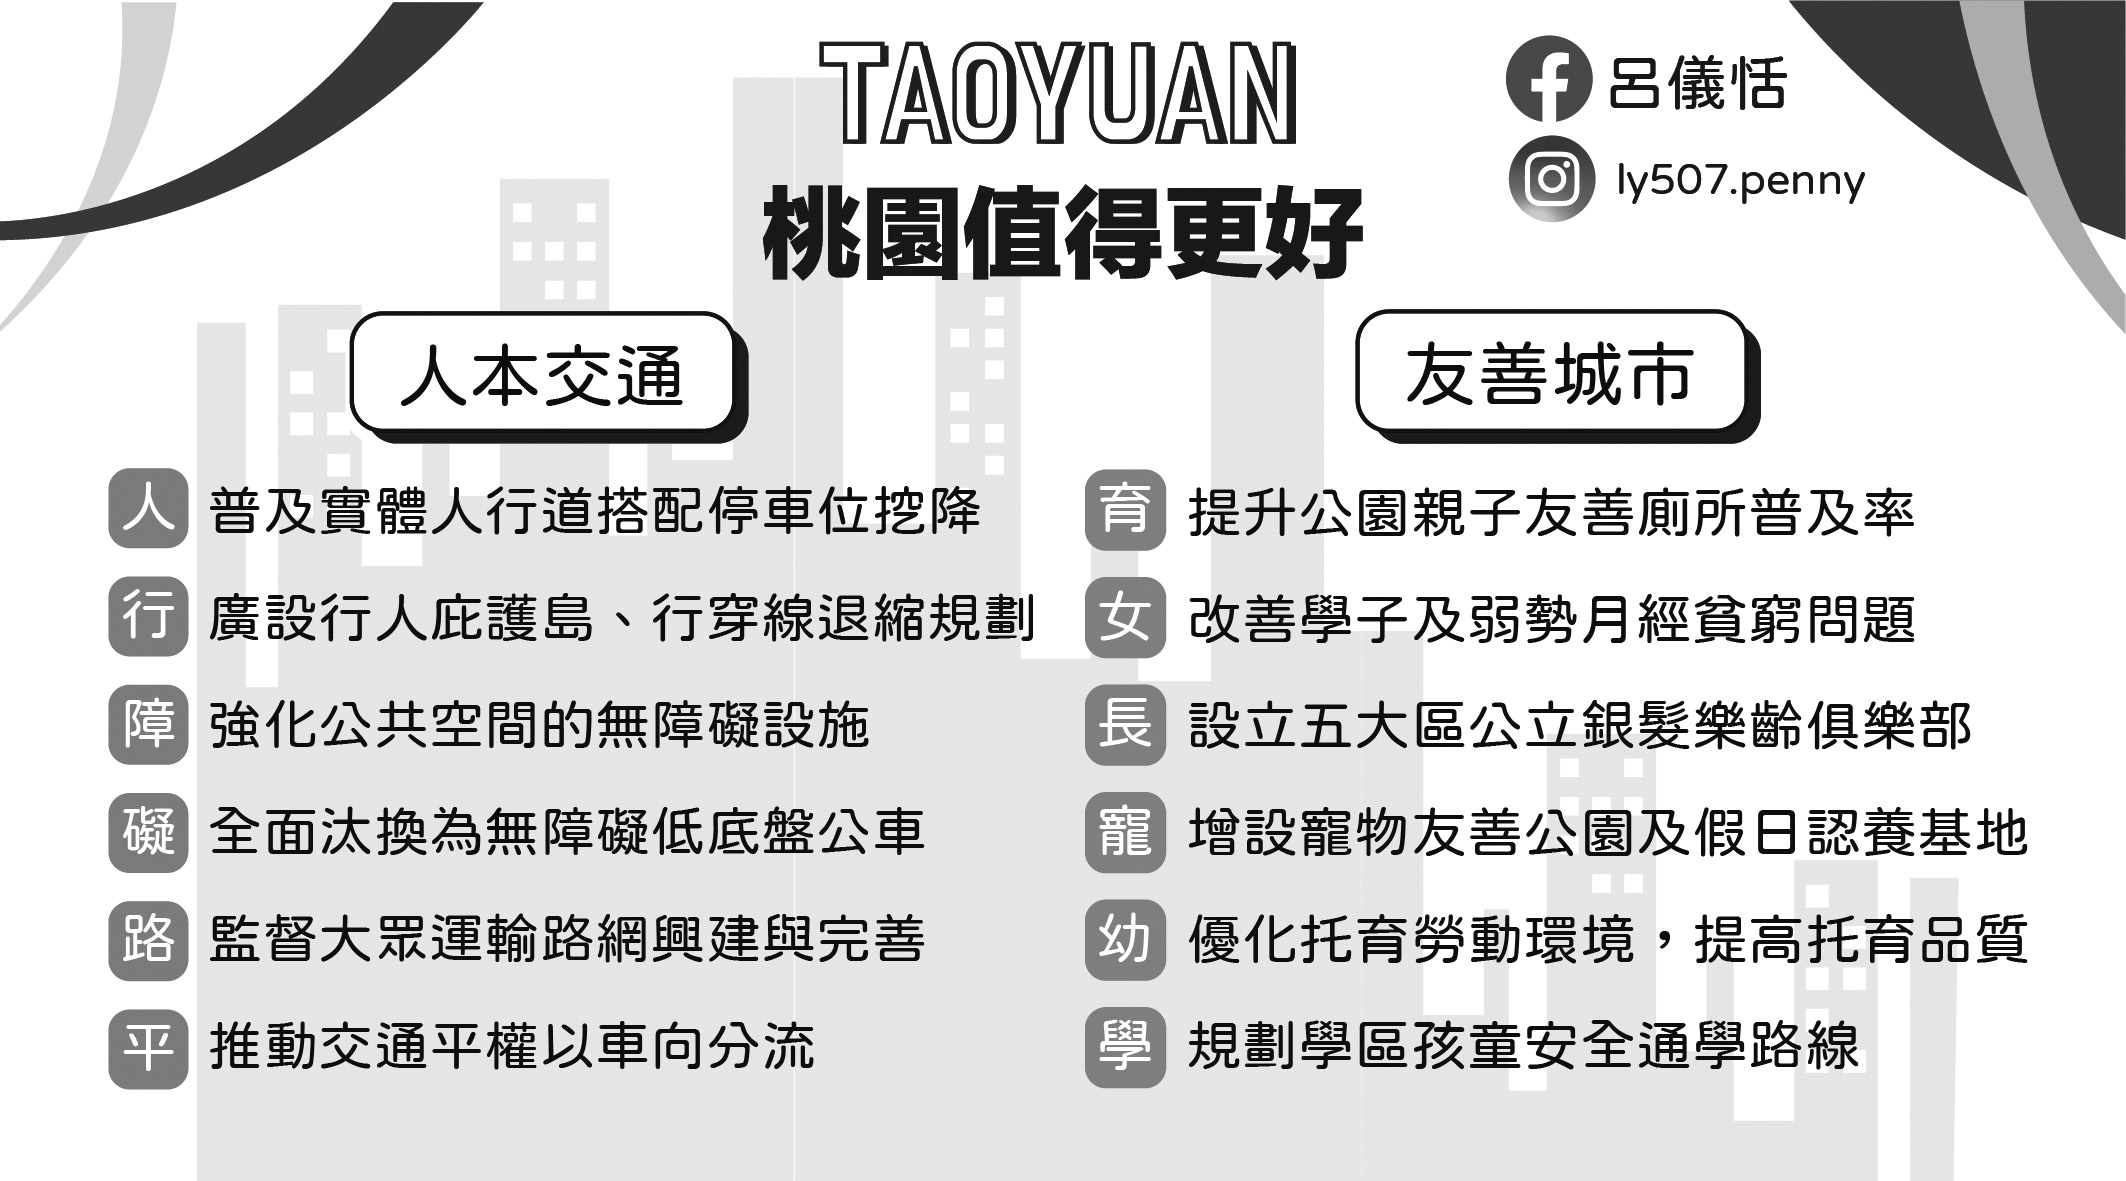 TAOYUAN
桃園值得更好
呂儀恬
ly507.penny
人本交通
人 普及實體人行道搭配停車位挖降
行 廣設行人庇護島、行穿線退縮規劃
障 強化公共空間的無障礙設施
礙 全面汰換為無障礙低底盤公車
路 監督大眾運輸路網興建與完善
平 推動交通平權以車向分流
友善城市
育 提升公園親子友善廁所普及率
女 改善學子及弱勢月經貧窮問題
長 設立五大區公立銀髮樂齡俱樂部
寵 增設寵物友善公園及假日認養基地
幼 優化托育勞動環境，提高托育品質
學 規劃學區孩童安全通學路線